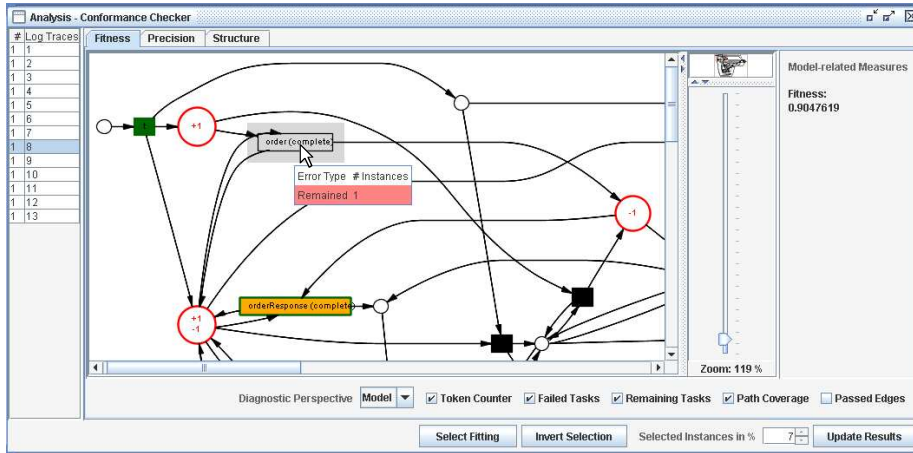 Analysis - Conformance Checker
# Log Traces
1 1
1 2
1 3
1 4
1 5
1 6
1 7
1 8
1 9
1 10
1 11
1 12
1 13
Fitness Precision Structure
+1
order (complete)
Error Type # Instances
Remained 1
-1
orderResponse (complete)
+1
-1
Zoom: 119 %
Model-related Measures
Fitness:
0.9047619
Diagnostic Perspective Model Token Counter Failed Tasks Remaining Tasks Path Coverage Passed Edges
Select Fitting Invert Selection Selected Instances in % 7 Update Results